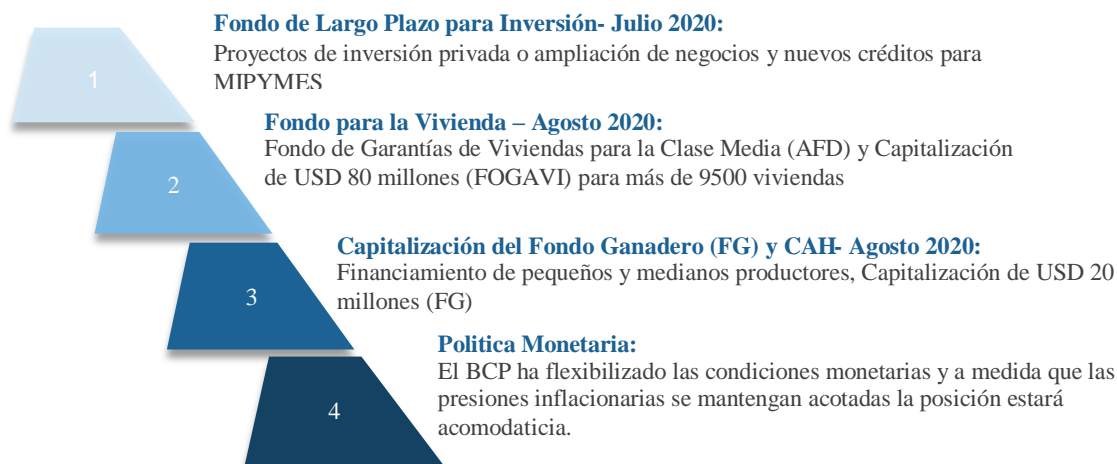 Fondo de Largo Plazo para Inversión- Julio 2020:
1
Proyectos de inversión privada o ampliación de negocios y nuevos créditos para
MIPYMES
Fondo para la Vivienda – Agosto 2020:
Fondo de Garantías de Viviendas para la Clase Media (AFD) y Capitalización
2
de USD 80 millones (FOGAVI) para más de 9500 viviendas
Capitalización del Fondo Ganadero (FG) y CAH- Agosto 2020:
Financiamiento de pequeños y medianos productores, Capitalización de USD 20
3
millones (FG)
Politica Monetaria:
El BCP ha flexibilizado las condiciones monetarias y a medida que las
4
presiones inflacionarias se mantengan acotadas la posición estará
acomodaticia.